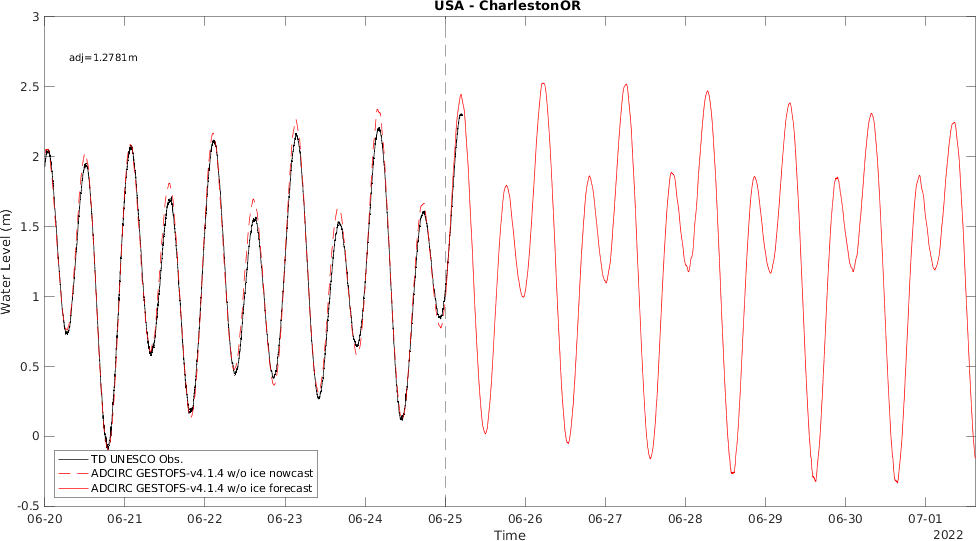 USA - CharlestonOR
3
adj=1.2781m
2.5
2
1.5
Water Level (m)
1
0.5
0
TD UNESCO Obs.
ADCIRC GESTOFS-v4.1.4 w/o ice nowcast
ADCIRC GESTOFS-v4.1.4 w/o ice forecast
-0.5
06-20 06-21 06-22 06-23 06-24 06-25 06-26 06-27 06-28 06-29 06-30 07-01
Time
2022